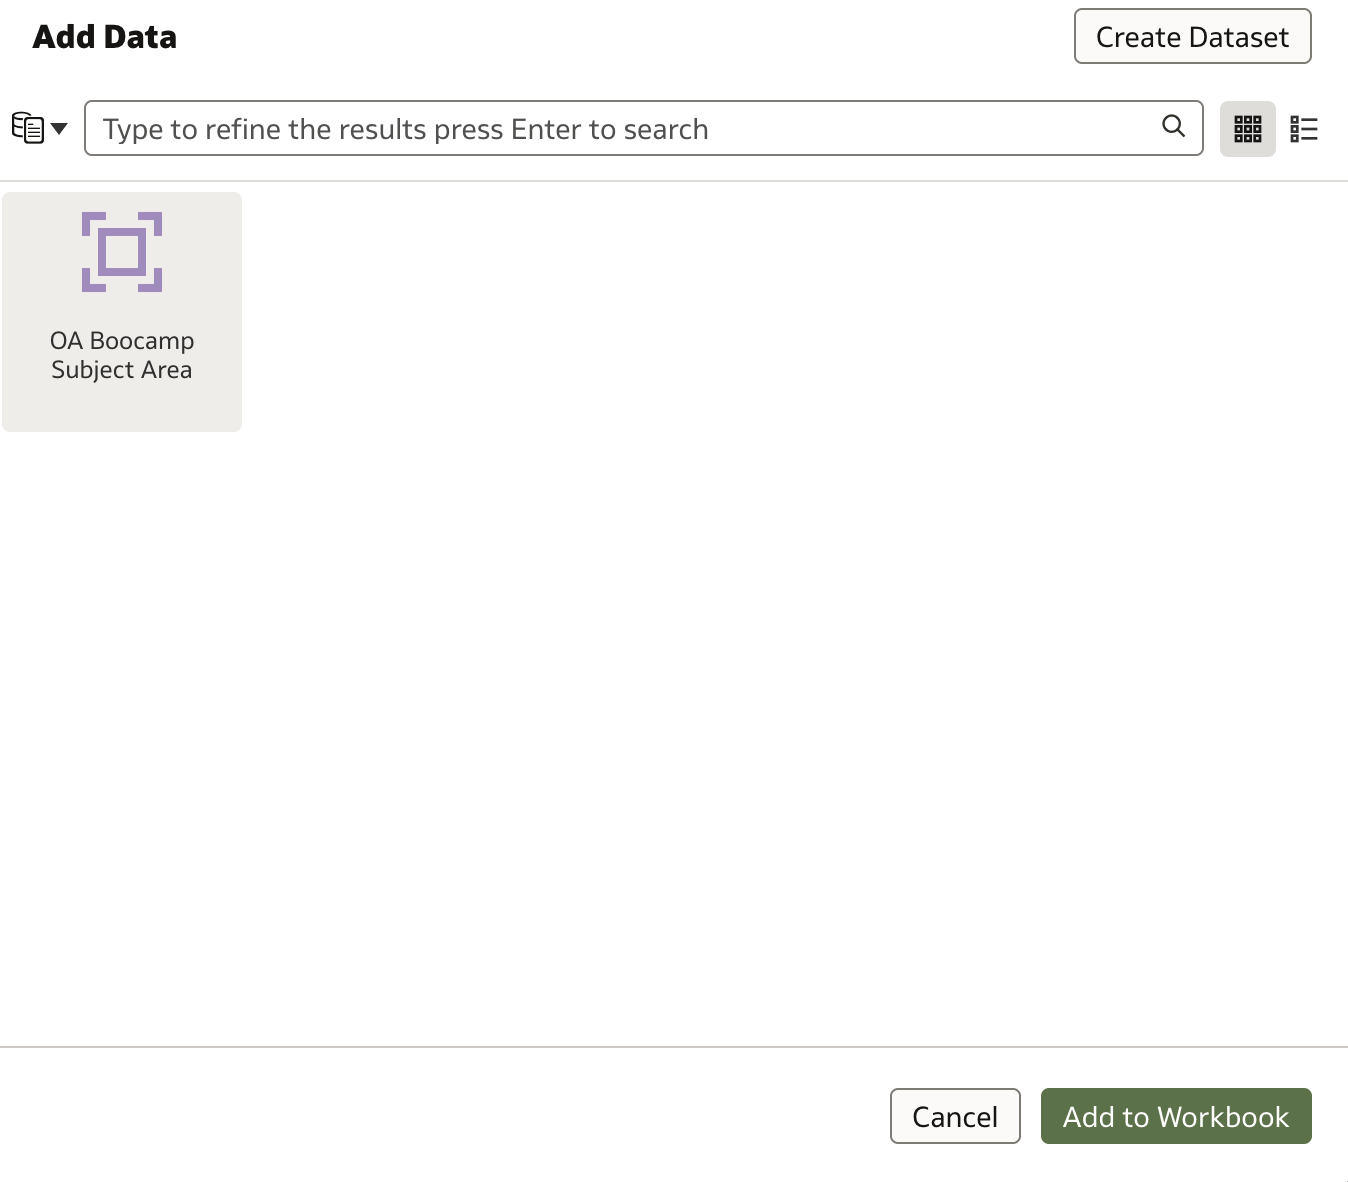 Add Data
Create Dataset
Type to refine the results press Enter to search
OA Boocamp
Subject Area
Cancel
Add to Workbook